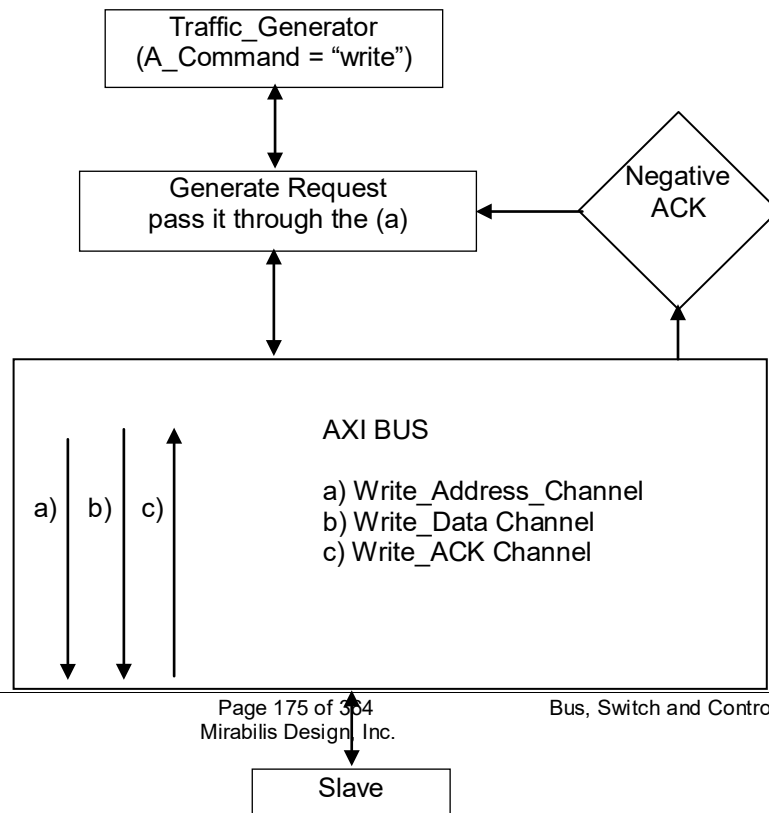 Traffic_Generator
(A_Command = “write”)
Generate Request
pass it through the (a)
Negative
ACK
AXI BUS
a) b) c)
a) Write_Address_Channel
b) Write_Data Channel
c) Write_ACK Channel
Page 175 of 364
Bus, Switch and Contro
Mirabilis Design, Inc.
Slave